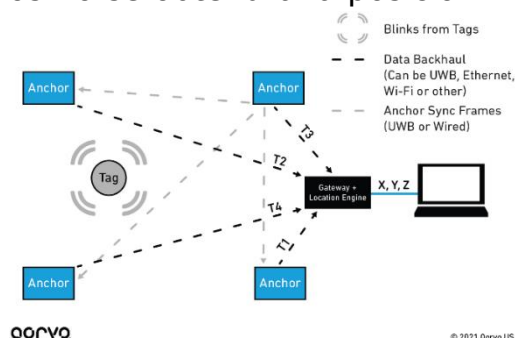 Blinks from Tags
Data Backhaul
(Can be UWB, Ethernet,
Wi-Fi or other)
Anchor Sync Frames
(UWB or Wired)
Anchor
Anchor
T3
T2
Tag
Gateway +
Location Engine
X, Y, Z
T4
T1
Anchor
Anchor
© 2021 Qorvo US